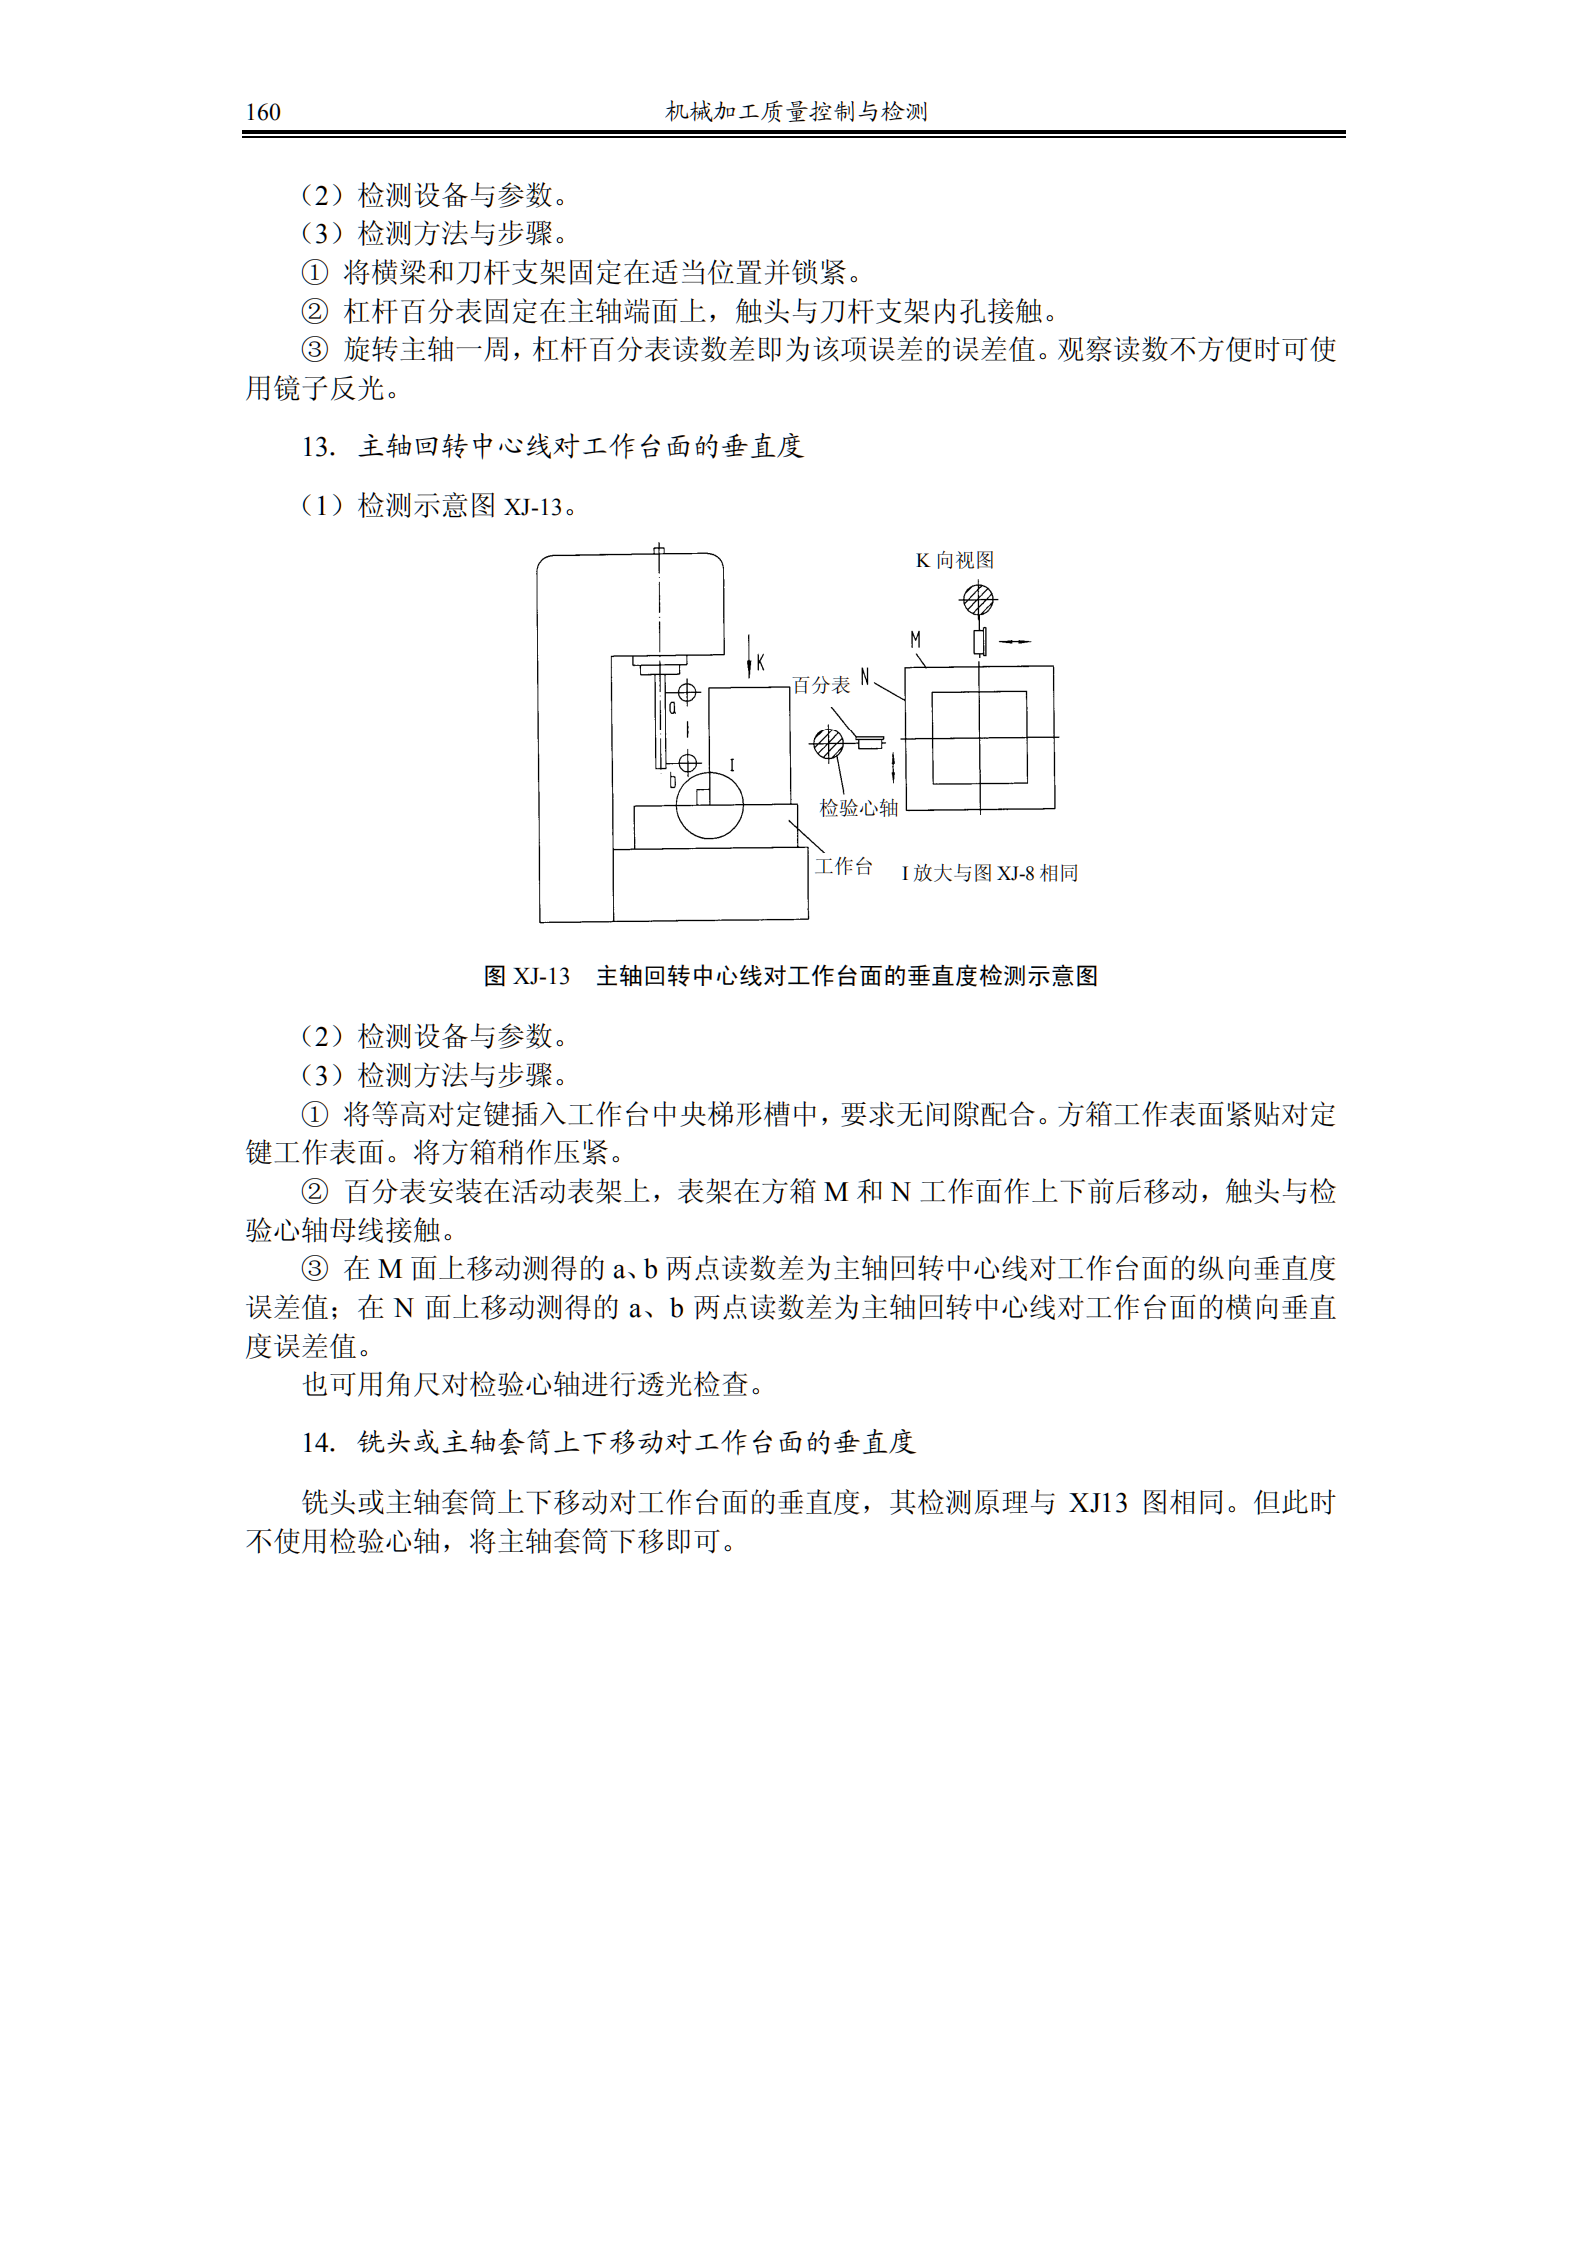 160 机械加工质量控制与检测
（2）检测设备与参数。
（3）检测方法与步骤。
① 将横梁和刀杆支架固定在适当位置并锁紧。
② 杠杆百分表固定在主轴端面上，触头与刀杆支架内孔接触。
③ 旋转主轴一周，杠杆百分表读数差即为该项误差的误差值。观察读数不方便时可使
用镜子反光。
13．主轴回转中心线对工作台面的垂直度
（1）检测示意图 XJ-13。
K 向视图
M
K
百分表
N
a
I
b
检验心轴
工作台
I 放大与图 XJ-8 相同
图 XJ-13 主轴回转中心线对工作台面的垂直度检测示意图
（2）检测设备与参数。
（3）检测方法与步骤。
① 将等高对定键插入工作台中央梯形槽中，要求无间隙配合。方箱工作表面紧贴对定
键工作表面。将方箱稍作压紧。
② 百分表安装在活动表架上，表架在方箱 M 和 N 工作面作上下前后移动，触头与检
验心轴母线接触。
③ 在 M 面上移动测得的 a、b 两点读数差为主轴回转中心线对工作台面的纵向垂直度
误差值；在 N 面上移动测得的 a、b 两点读数差为主轴回转中心线对工作台面的横向垂直
度误差值。
也可用角尺对检验心轴进行透光检查。
14．铣头或主轴套筒上下移动对工作台面的垂直度
铣头或主轴套筒上下移动对工作台面的垂直度，其检测原理与 XJ13 图相同。但此时
不使用检验心轴，将主轴套筒下移即可。